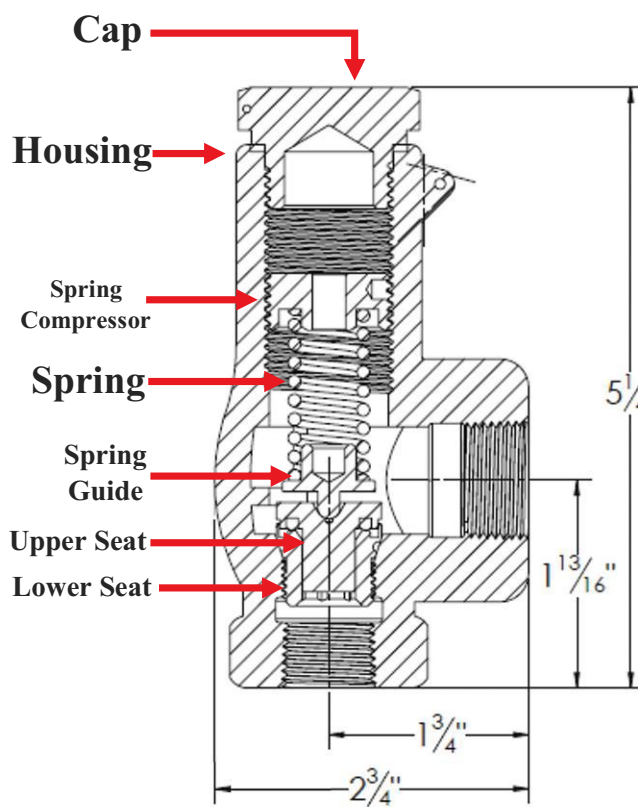 Cap
Housing
Spring
Compressor
Spring
Spring
Guide
Upper Seat
Lower Seat
1 13/16"
1 3/4"
2 3/4"